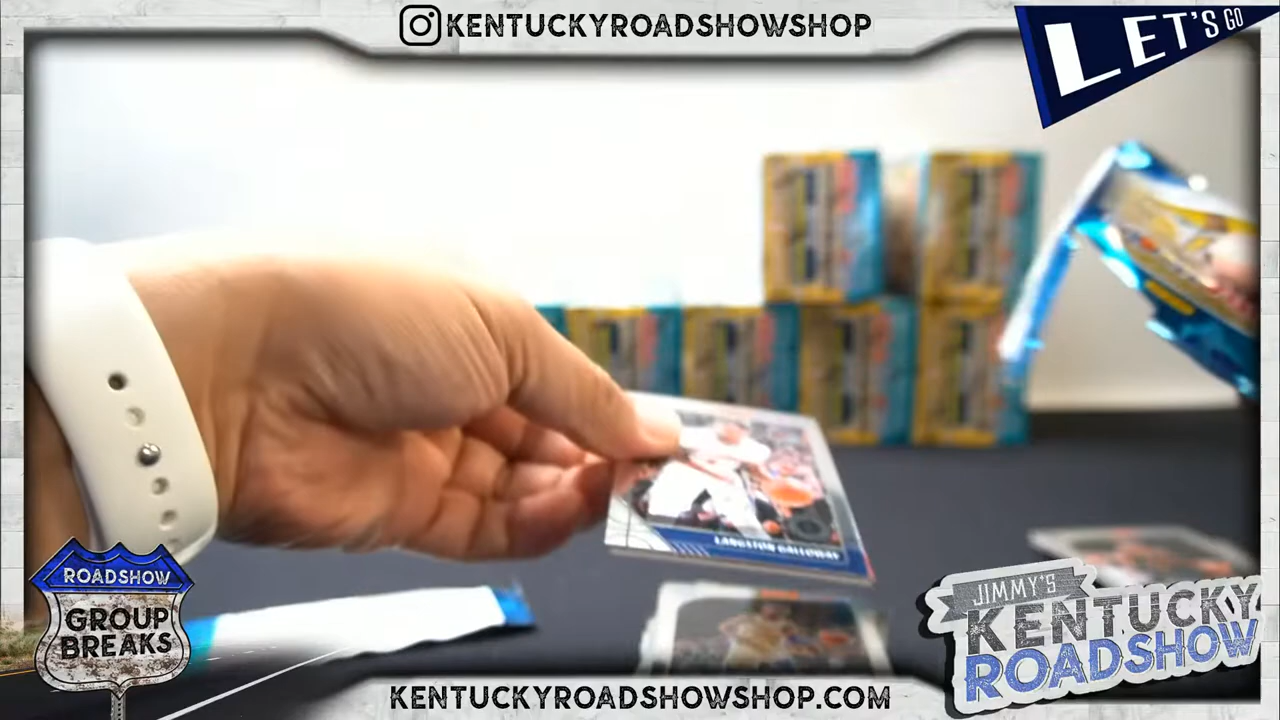 KENTUCKYROADSHOWSHOP
LET'S GO
LANGSTON GALLOWAY
ROADSHOW
GROUP
BREAKS
JIMMY'S
KENTUCKY
ROADSHOW
KENTUCKYROADSHOWSHOP.COM